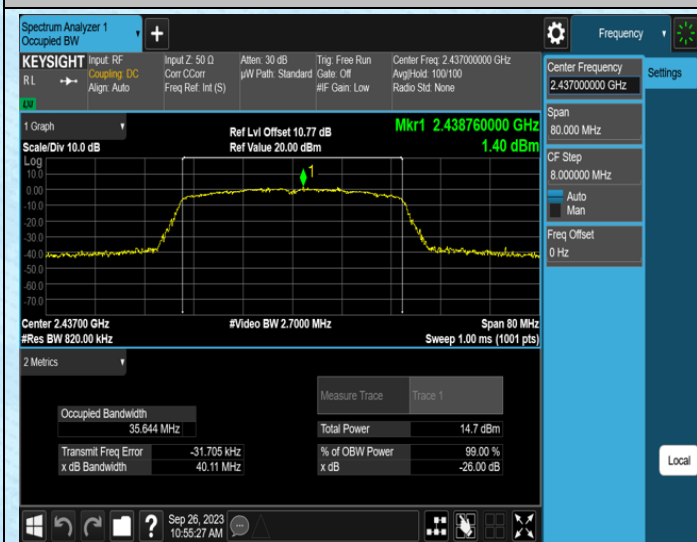 Spectrum Analyzer 1
Occupied BW
+
Frequency
KEYSIGHT
R L
LM
Input: RF
Coupling: DC
Align: Auto
Input Z: 50 Ω
Corr CCorr
Freq Ref: Int (S)
Atten: 30 dB
µW Path: Standard
Trig: Free Run
Gate: Off
#IF Gain: Low
Center Freq: 2.437000000 GHz
Avg|Hold: 100/100
Radio Std: None
Center Frequency
2.437000000 GHz
Settings
Span
80.000 MHz
CF Step
8.000000 MHz
Auto
Man
Freq Offset
0 Hz
Local
1 Graph
Scale/Div 10.0 dB
Ref Lvl Offset 10.77 dB
Ref Value 20.00 dBm
Mkr1 2.438760000 GHz
1.40 dBm
Log
10.0
0.00
-10.0
-20.0
-30.0
-40.0
-50.0
-60.0
-70.0
1
Center 2.43700 GHz
#Res BW 820.00 kHz
#Video BW 2.7000 MHz
Span 80 MHz
Sweep 1.00 ms (1001 pts)
2 Metrics
Measure Trace
Trace 1
Occupied Bandwidth
35.644 MHz
Total Power
14.7 dBm
Transmit Freq Error
-31.705 kHz
% of OBW Power
99.00 %
x dB Bandwidth
40.11 MHz
x dB
-26.00 dB
?
Sep 26, 2023
10:55:27 AM